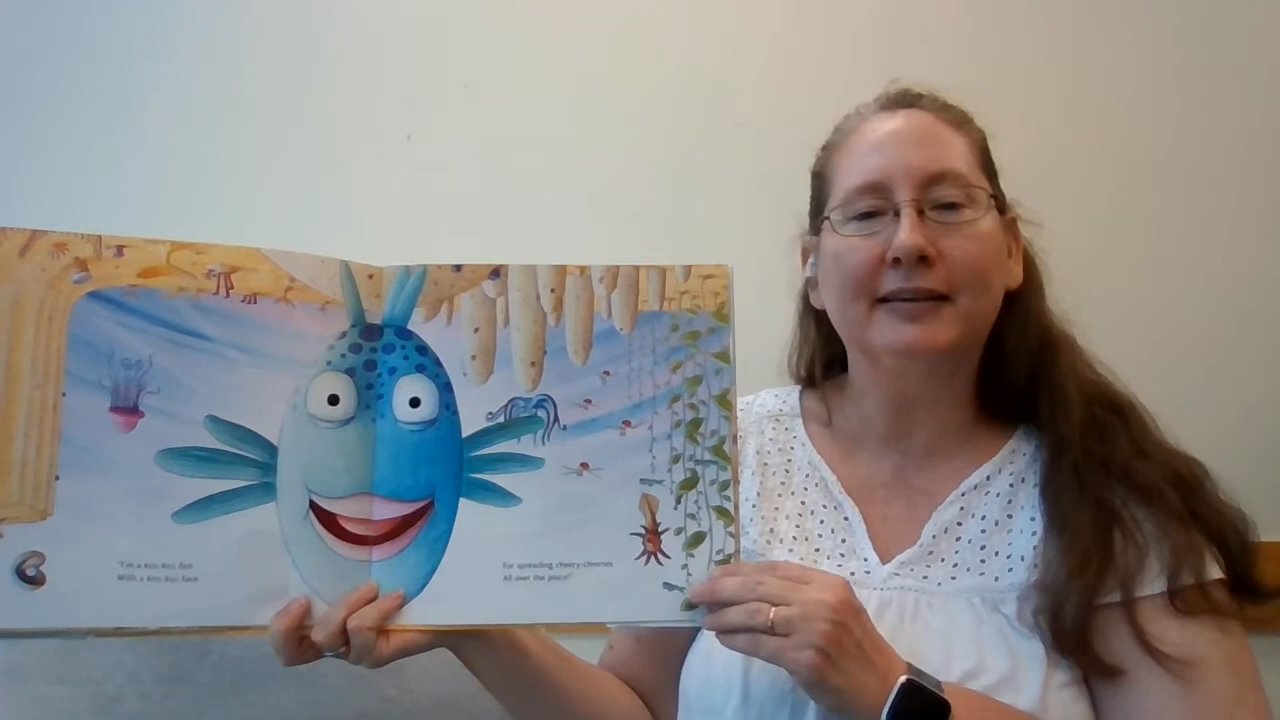 "I'm a kiss-kiss fish
With a kiss-kiss face
For spreading cheery-cheeries
All over the place!"